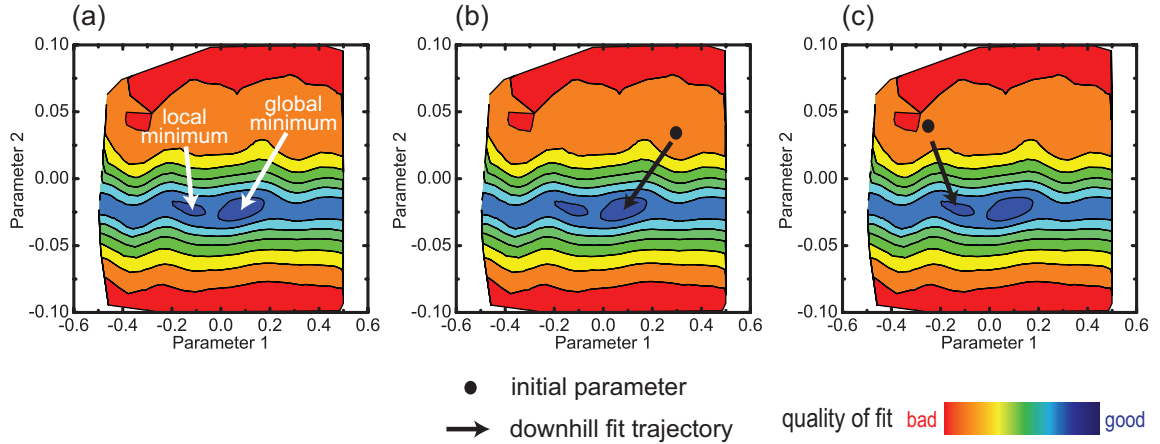 (a)
(b)
(c)
0.10
0.05
0.00
-0.05
-0.10
Parameter 2
local
minimum
global
minimum
-0.6 -0.4 -0.2 0.0 0.2 0.4 0.6
Parameter 1
0.10
0.05
0.00
-0.05
-0.10
Parameter 2
-0.6 -0.4 -0.2 0.0 0.2 0.4 0.6
Parameter 1
0.10
0.05
0.00
-0.05
-0.10
Parameter 2
-0.6 -0.4 -0.2 0.0 0.2 0.4 0.6
Parameter 1
initial parameter
downhill fit trajectory
quality of fit bad good